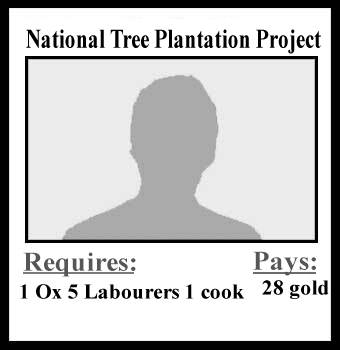 National Tree Plantation Project
Requires: Pays:
1 Ox 5 Labourers 1 cook 28 gold